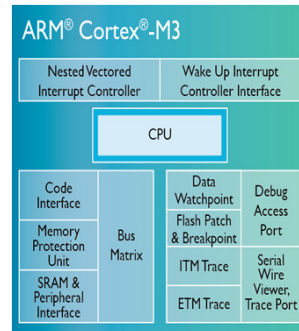 ARM® Cortex®-M3
Nested Vectored
Interrupt Controller
Wake Up Interrupt
Controller Interface
CPU
Code
Interface
Memory
Protection
Unit
SRAM &
Peripheral
Interface
Bus
Matrix
Data
Watchpoint
Flash Patch
& Breakpoint
ITM Trace
ETM Trace
Debug
Access
Port
Serial
Wire
Viewer,
Trace Port